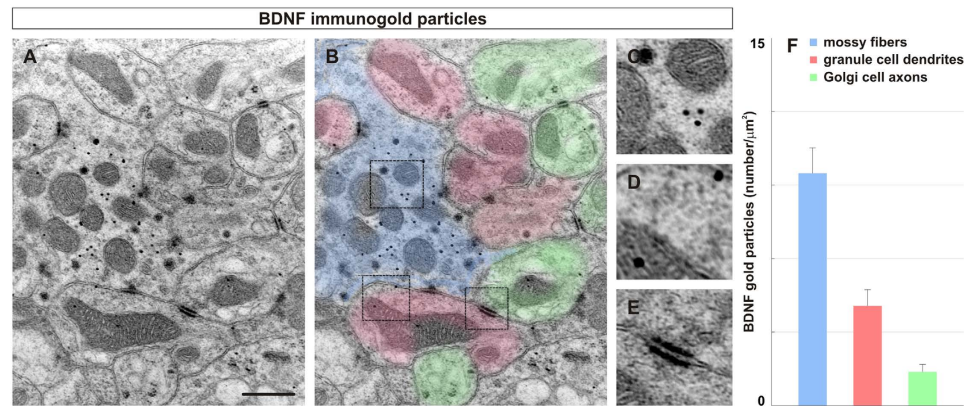 BDNF immunogold particles
A
B
C
D
E
F
mossy fibers
granule cell dendrites
Golgi cell axons
15
0
BDNF gold particles (number/μm²)